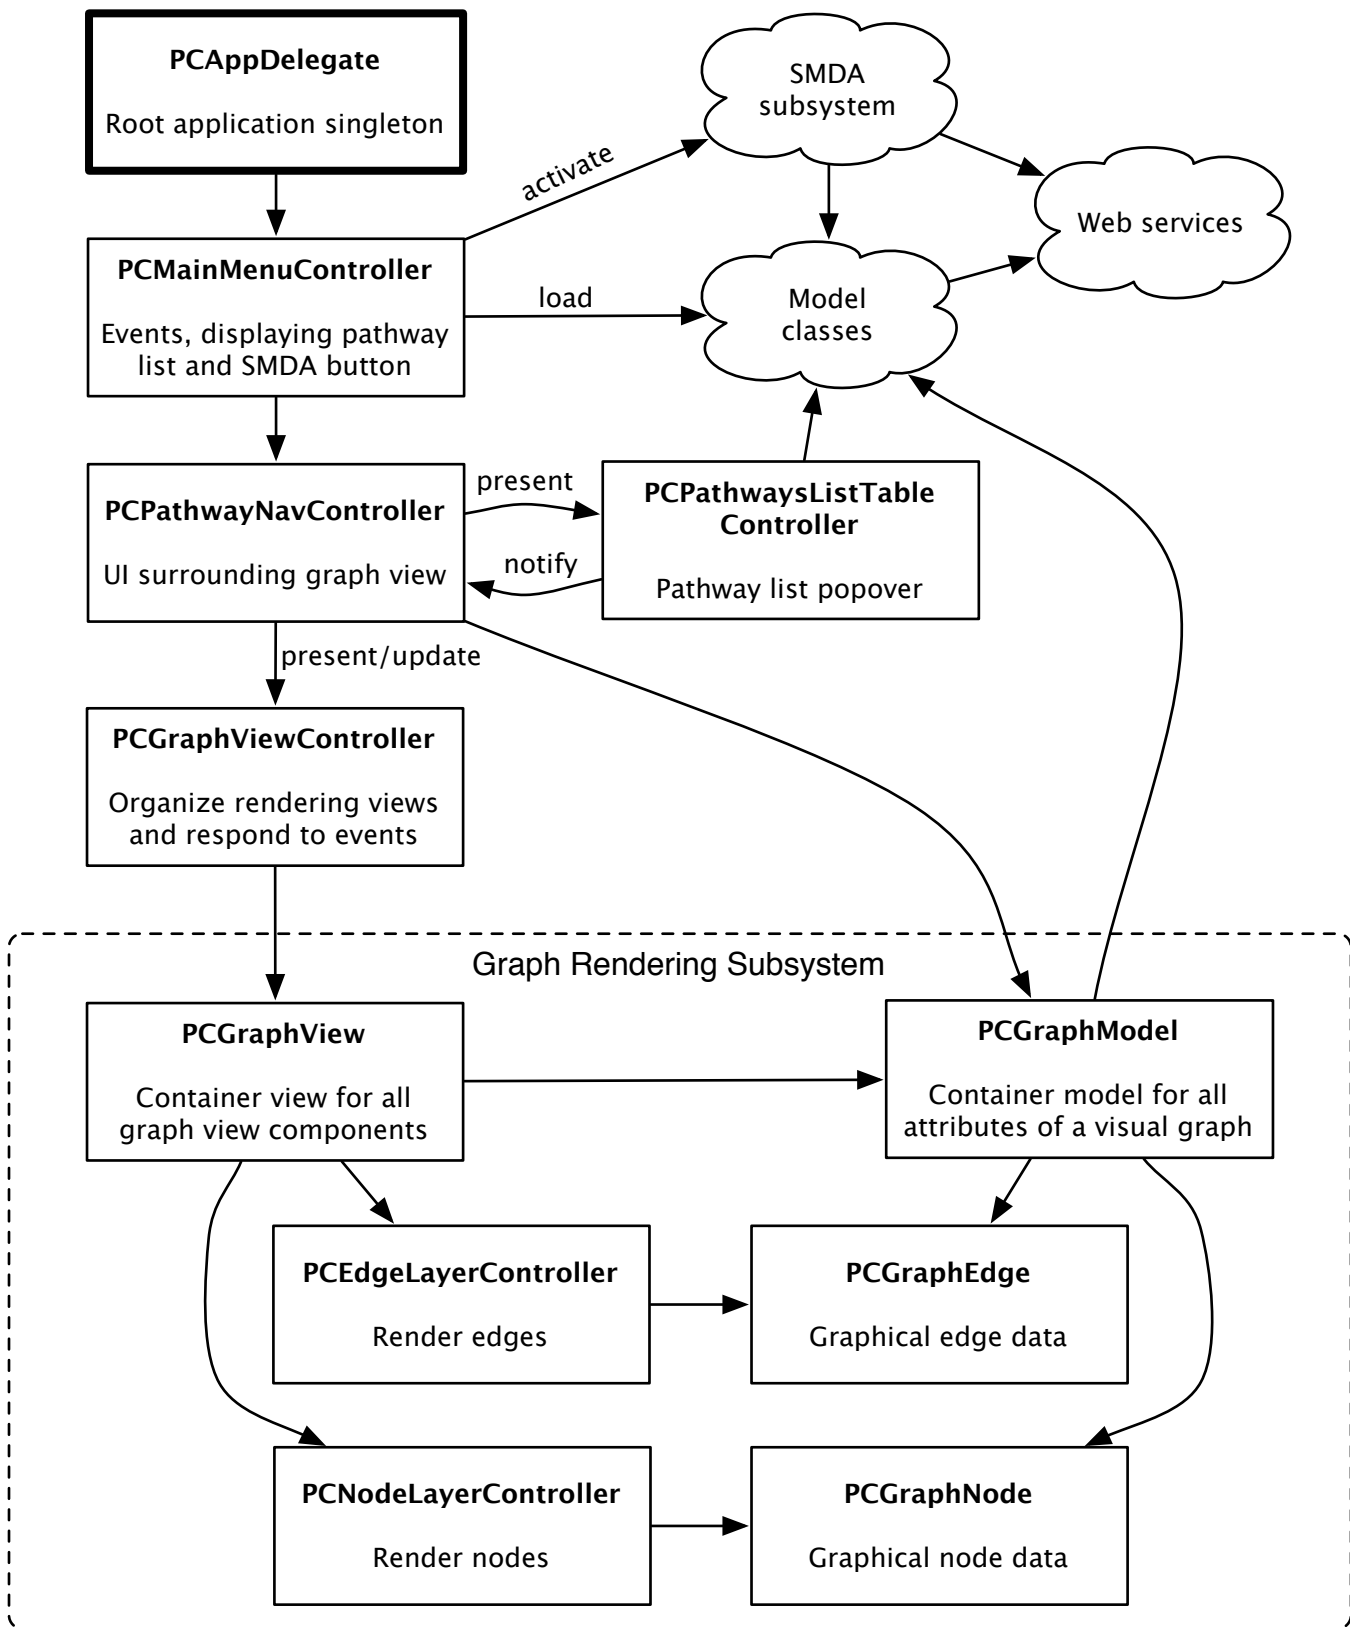 PCAppDelegate
Root application singleton
SMDA
subsystem
activate
Web services
PCMainMenuController
Events, displaying pathway
list and SMDA button
load
Model
classes
PCPathwayNavController
UI surrounding graph view
present
notify
PCPathwaysListTable
Controller
Pathway list popover
present/update
PCGraphViewController
Organize rendering views
and respond to events
Graph Rendering Subsystem
PCGraphView
Container view for all
graph view components
PCGraphModel
Container model for all
attributes of a visual graph
PCEdgeLayerController
Render edges
PCGraphEdge
Graphical edge data
PCNodeLayerController
Render nodes
PCGraphNode
Graphical node data